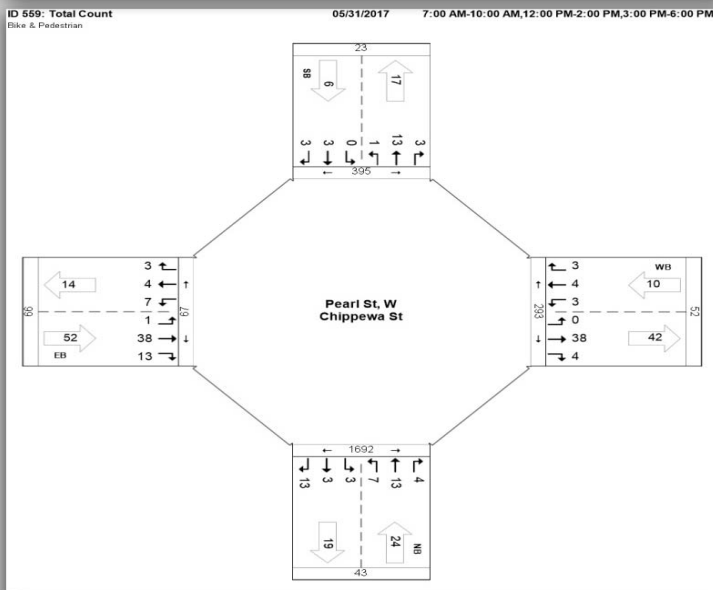 ID 559: Total Count 05/31/2017 7:00 AM-10:00 AM,12:00 PM-2:00 PM,3:00 PM-6:00 PM
Bike & Pedestrian
23
SB 6 17
3 3 0 1 13 3
← 395 →
3
4
7
1
38
13
14
52
EB
66
↑
79
↓
Pearl St, W
Chippewa St
↑
293
↓
3
4
3
0
38
4
WB
10
42
52
← 1692 →
13 3 3 7 13 4
19 24 NB
43